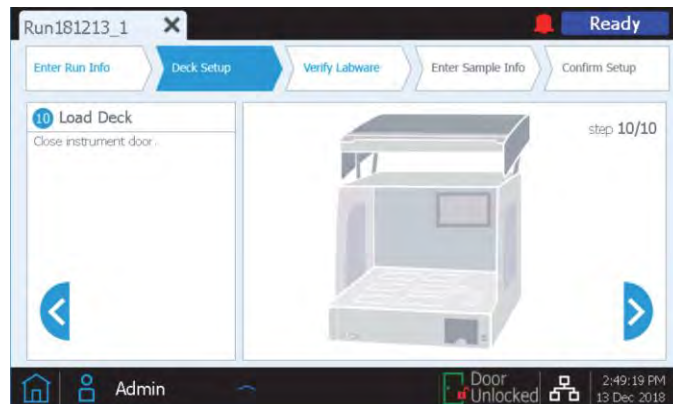 Run181213_1
Ready
Enter Run Info
Deck Setup
Verify Labware
Enter Sample Info
Confirm Setup
10 Load Deck
Close instrument door.
step 10/10
Admin
Door
Unlocked
2:49:19 PM
13 Dec 2018